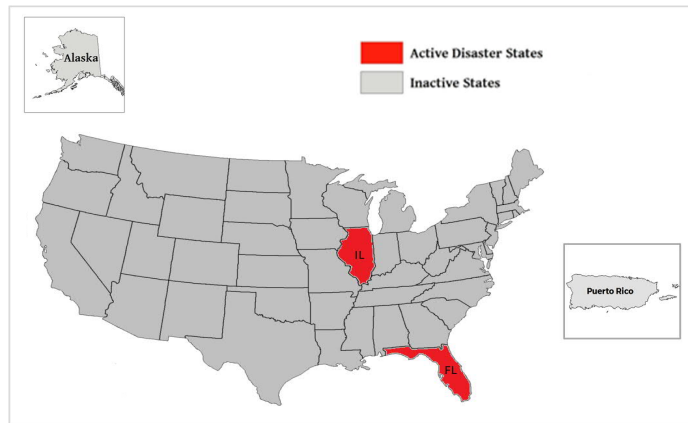 Alaska
Active Disaster States
Inactive States
IL
Puerto Rico
FL